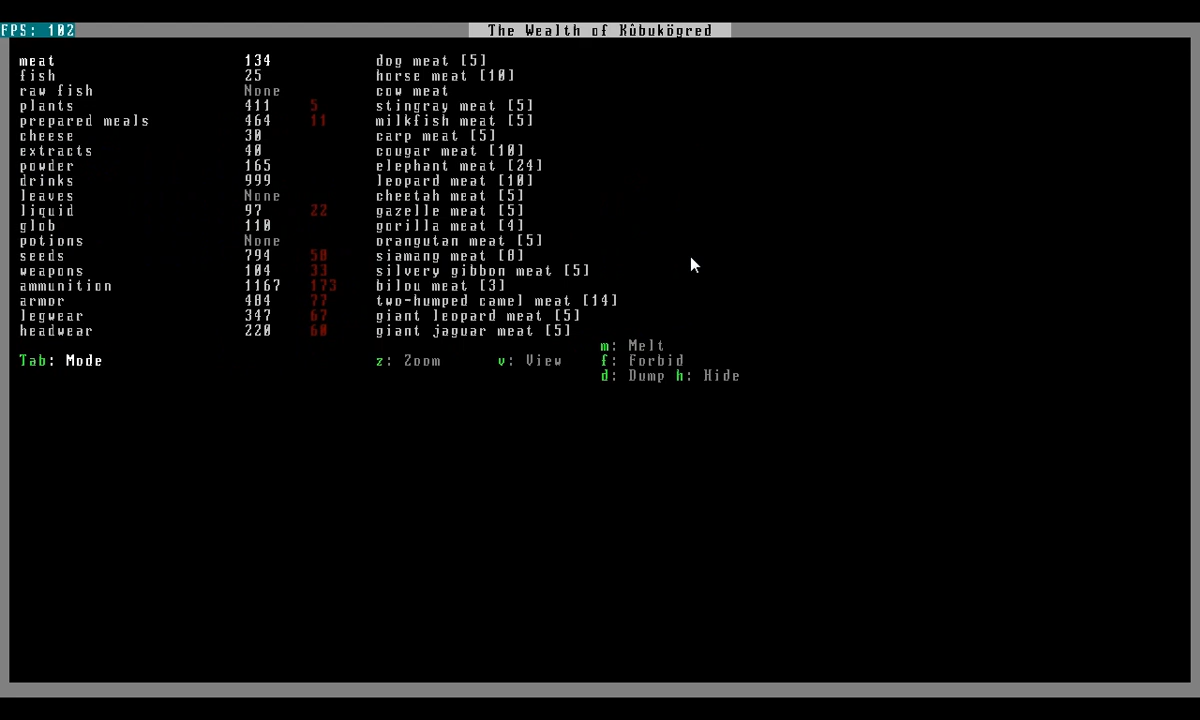 FPS: 102 The Wealth of Kûbukögred
meat 134 dog meat [5]
fish 25 horse meat [10]
raw fish None cow meat
plants 411 5 stingray meat [5]
prepared meals 464 11 milkfish meat [5]
cheese 30 carp meat [5]
extracts 40 cougar meat [10]
powder 165 elephant meat [24]
drinks 999 leopard meat [10]
leaves None cheetah meat [5]
liquid 97 22 gazelle meat [5]
glob 110 gorilla meat [4]
potions None orangutan meat [5]
seeds 794 50 siamang meat [8]
weapons 104 33 silvery gibbon meat [5]
ammunition 1167 173 bilou meat [3]
armor 404 77 two-humped camel meat [14]
legwear 347 67 giant leopard meat [5]
headwear 220 60 giant jaguar meat [5]
m: Melt
Tab: Mode z: Zoom v: View f: Forbid
d: Dump h: Hide